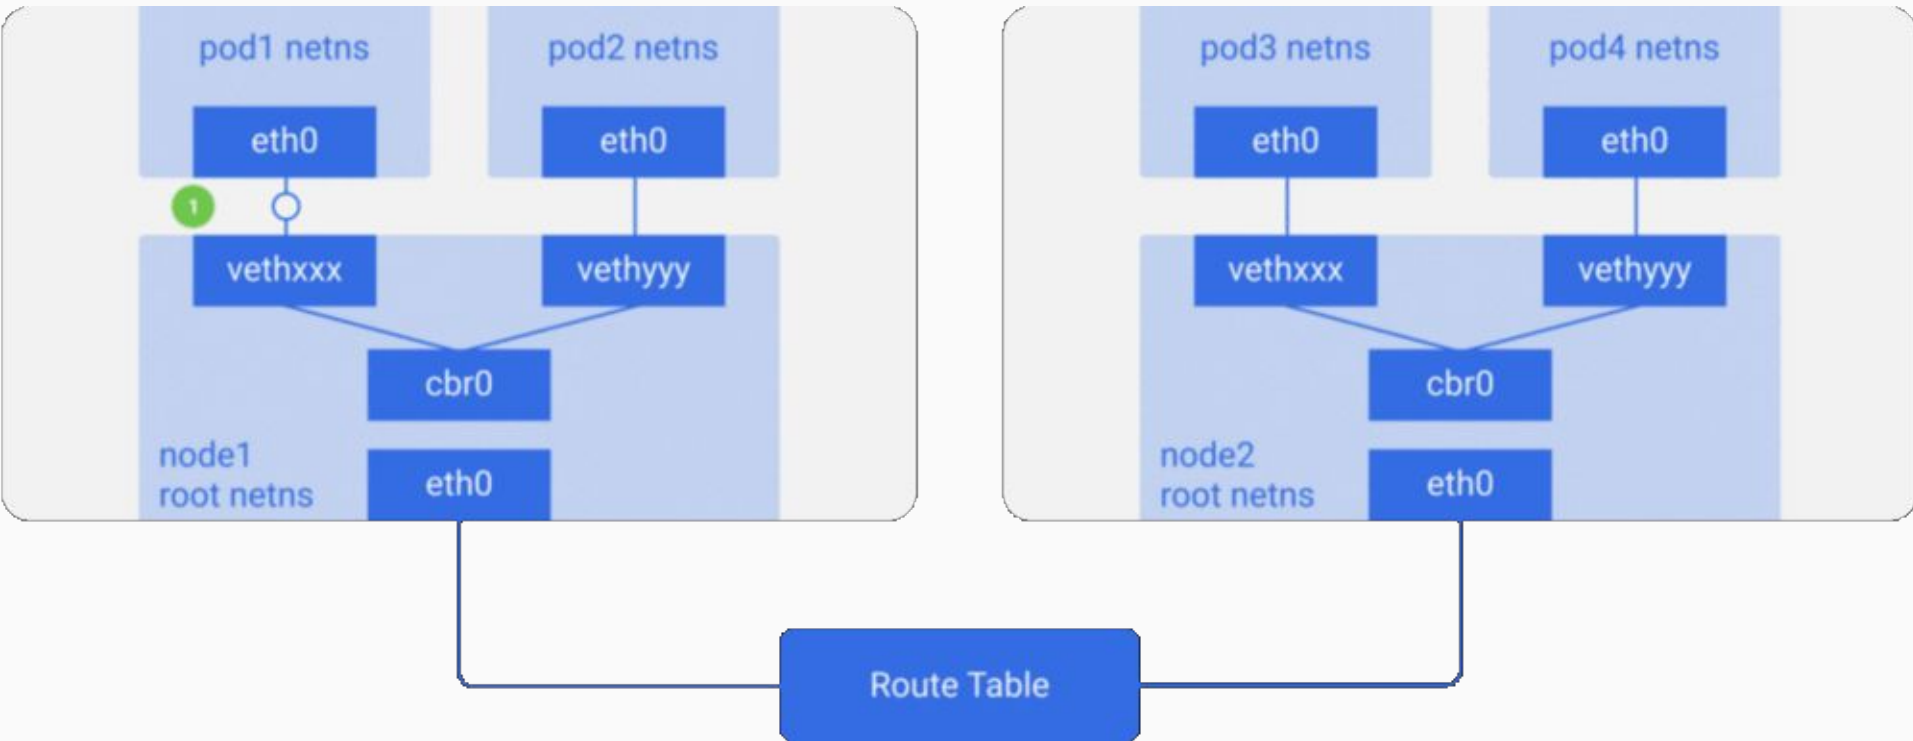 pod1 netns
pod2 netns
pod3 netns
pod4 netns
eth0
eth0
eth0
eth0
1
vethxxx
vethyyy
vethxxx
vethyyy
cbr0
cbr0
node1
root netns
eth0
node2
root netns
eth0
Route Table